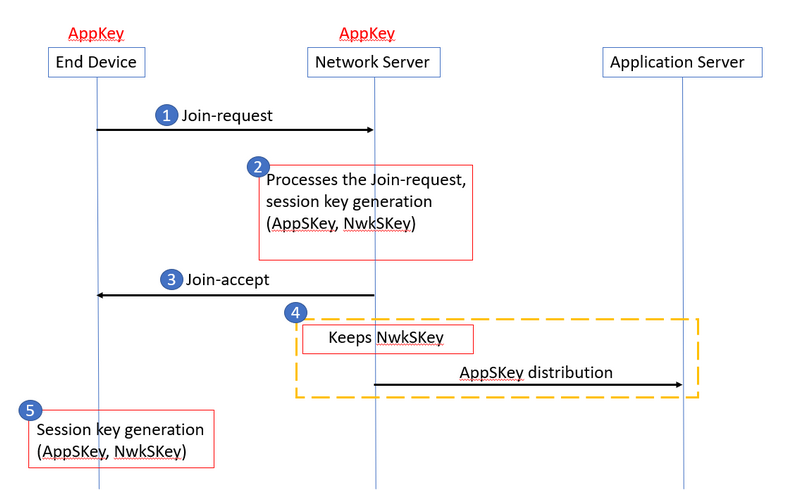 AppKey
AppKey
End Device
Network Server
Application Server
1 Join-request
2
Processes the Join-request,
session key generation
(AppSKey, NwkSKey)
3 Join-accept
4
Keeps NwkSKey
AppSKey distribution
5
Session key generation
(AppSKey, NwkSKey)